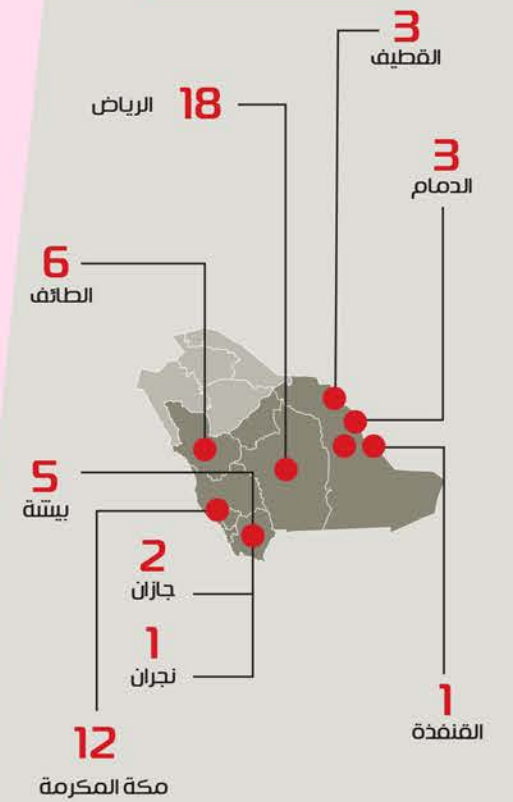 3
القطيف
18 الرياض
3
الدمام
6
الطائف
5
بيشة
2
جازان
1
نجران
1
القنفذة
12
مكة المكرمة